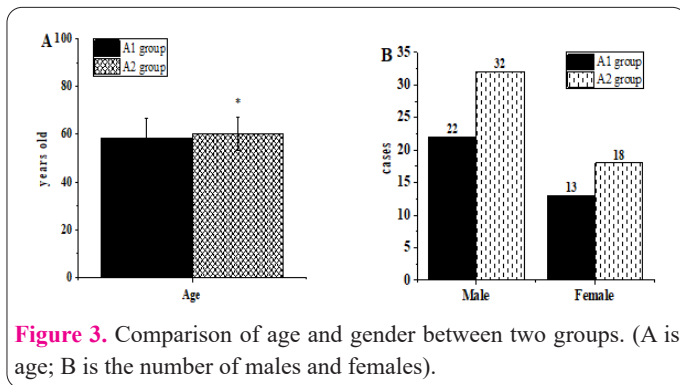 A
100
80
60
40
20
0
years old
A1 group
A2 group
*
Age
B
35
30
25
20
15
10
5
0
cases
A1 group
A2 group
22
32
13
18
Male
Female
Figure 3. Comparison of age and gender between two groups. (A is
age; B is the number of males and females).